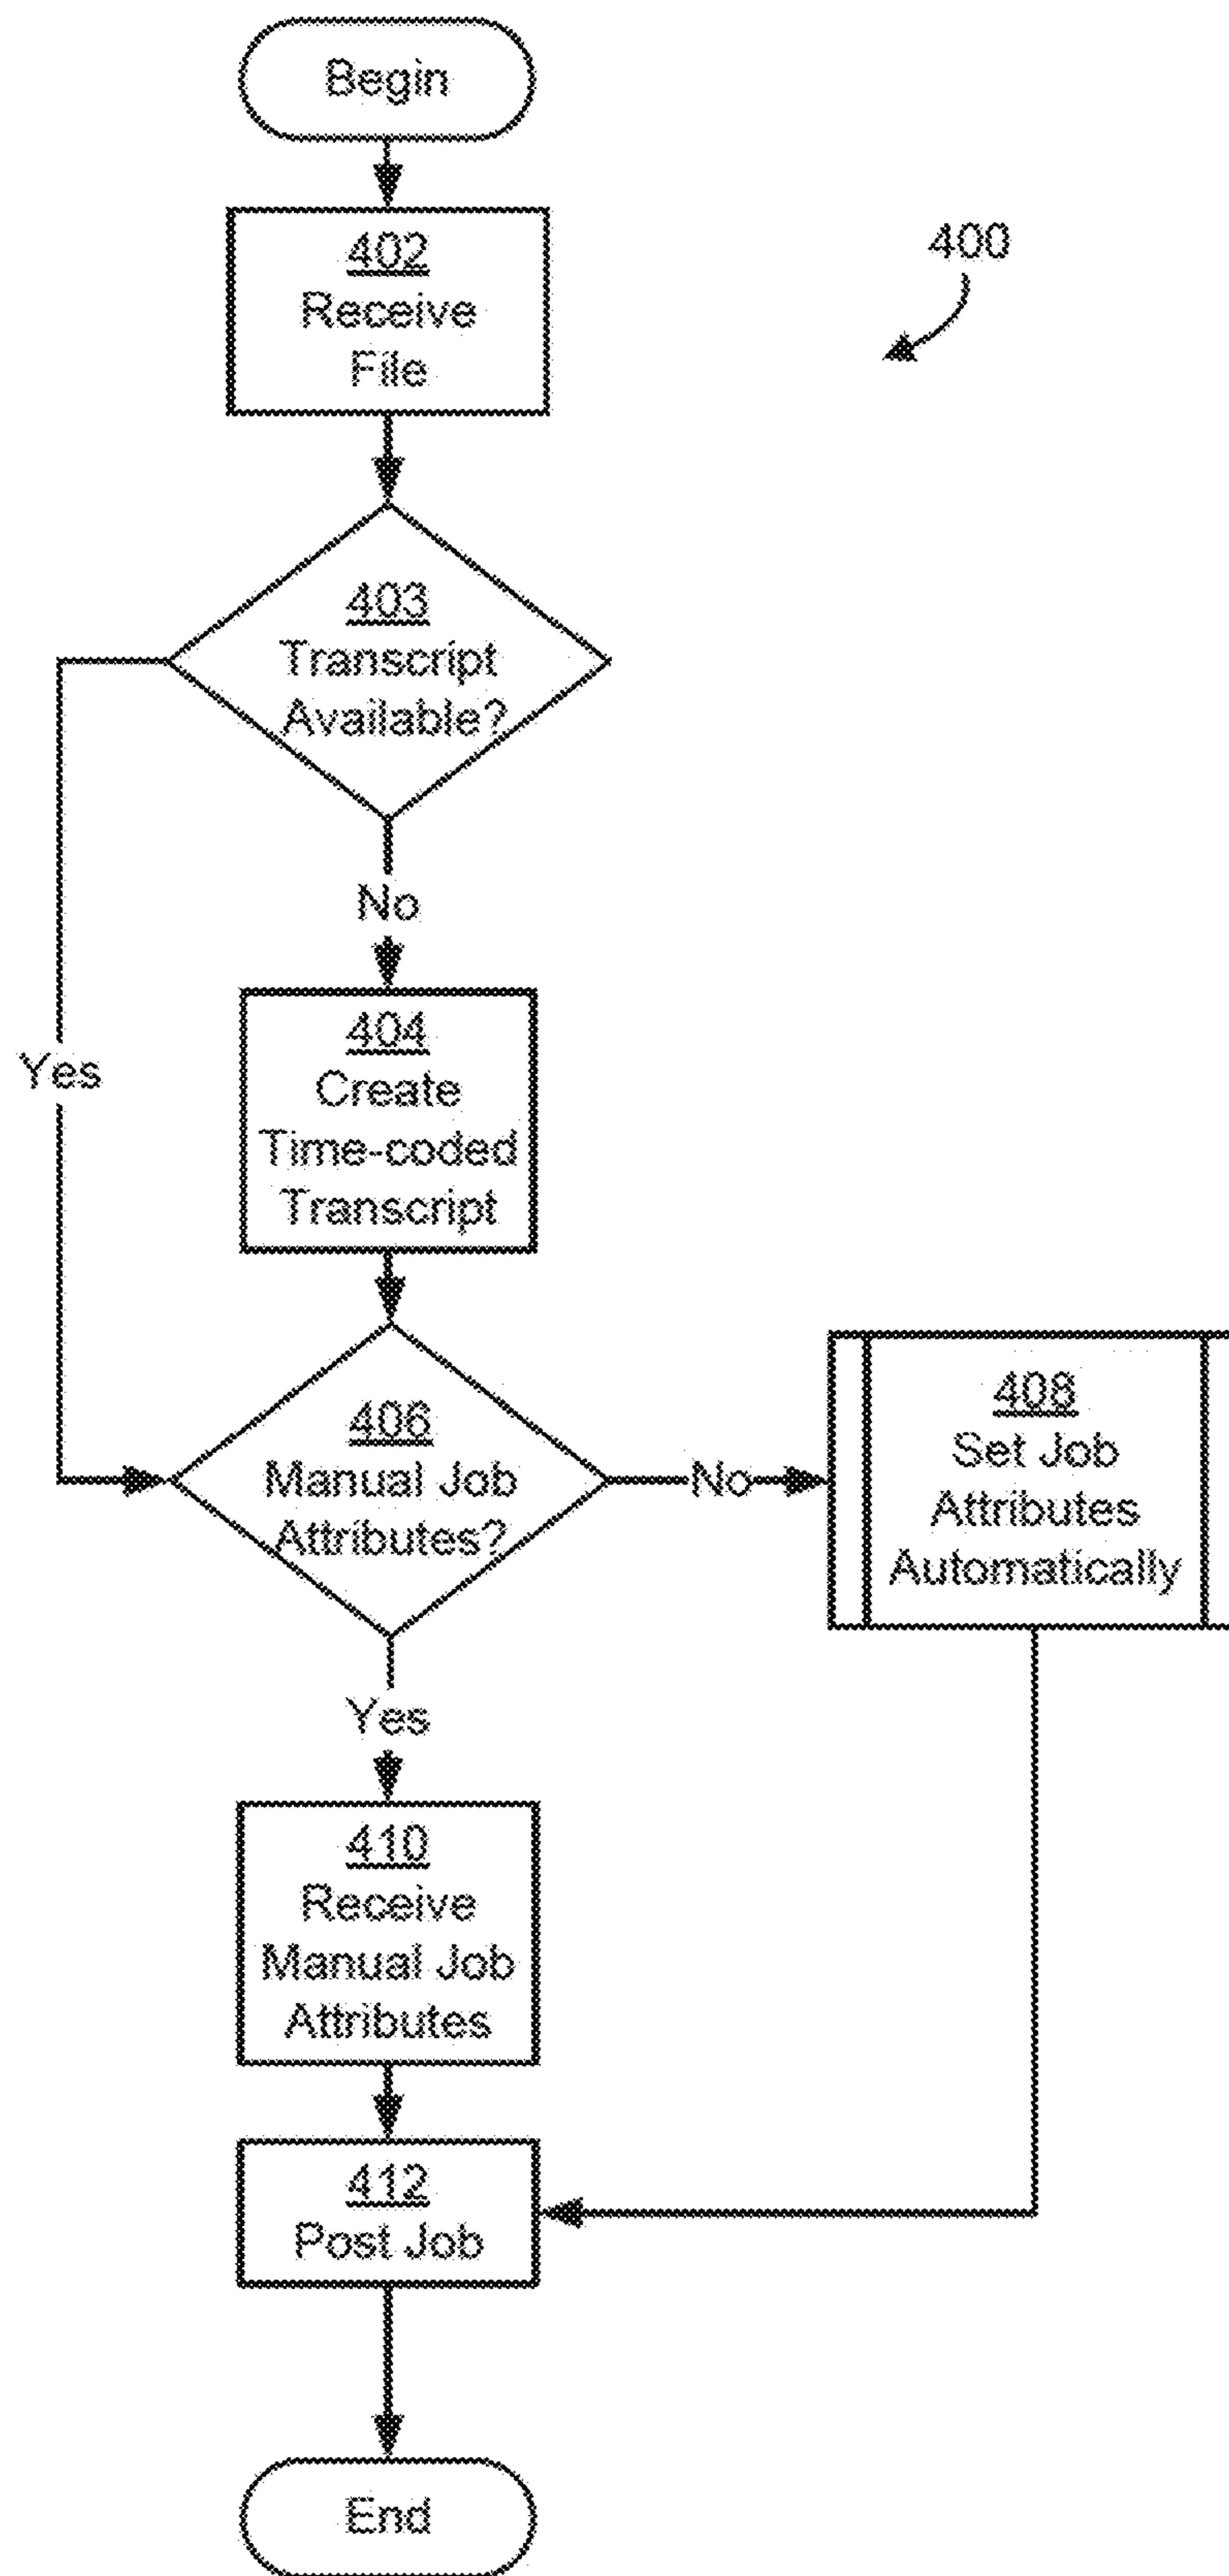 Begin
402
Receive
File
400
403
Transcript
Available?
No
404
Create
Time-coded
Transcript
Yes
406
Manual Job
Attributes?
No
408
Set Job
Attributes
Automatically
Yes
410
Receive
Manual Job
Attributes
412
Post Job
End